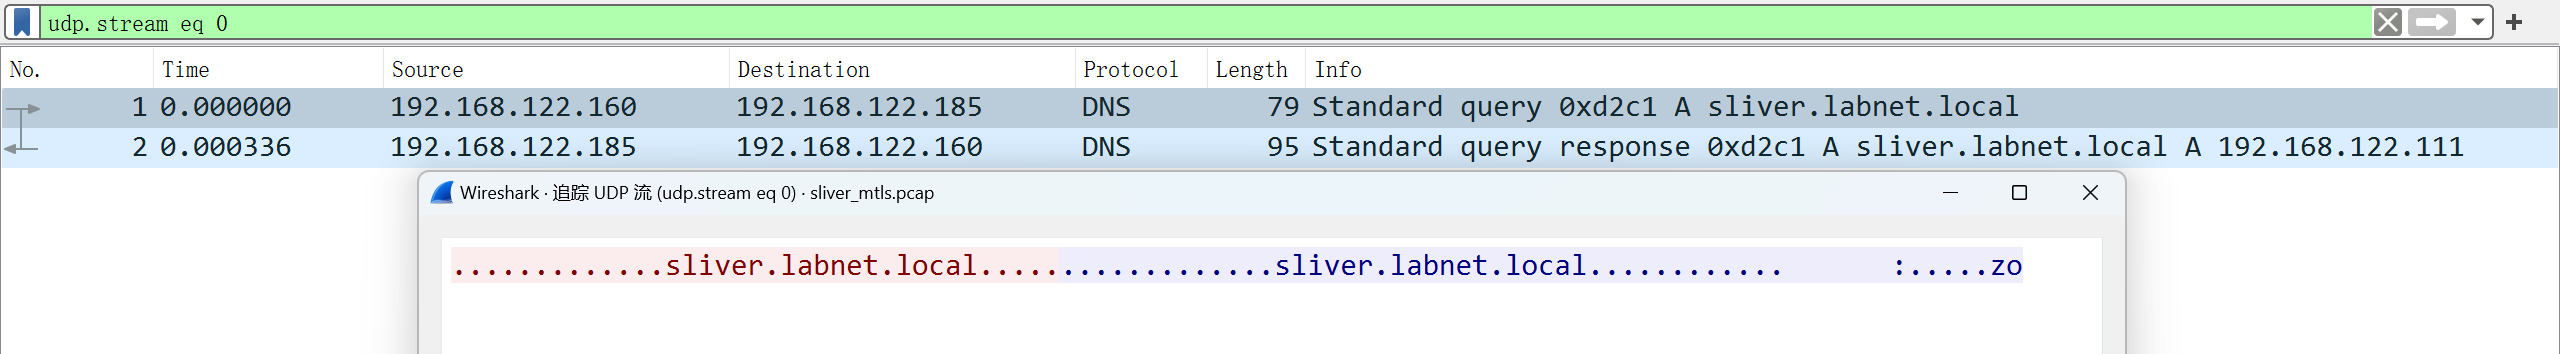 udp.stream eq 0
No. Time Source Destination Protocol Length Info
1 0.000000 192.168.122.160 192.168.122.185 DNS 79 Standard query 0xd2c1 A sliver.labnet.local
2 0.000336 192.168.122.185 192.168.122.160 DNS 95 Standard query response 0xd2c1 A sliver.labnet.local A 192.168.122.111
Wireshark · 追踪 UDP 流 (udp.stream eq 0) · sliver_mtls.pcap
.............sliver.labnet.local..................sliver.labnet.local............ :.....zo